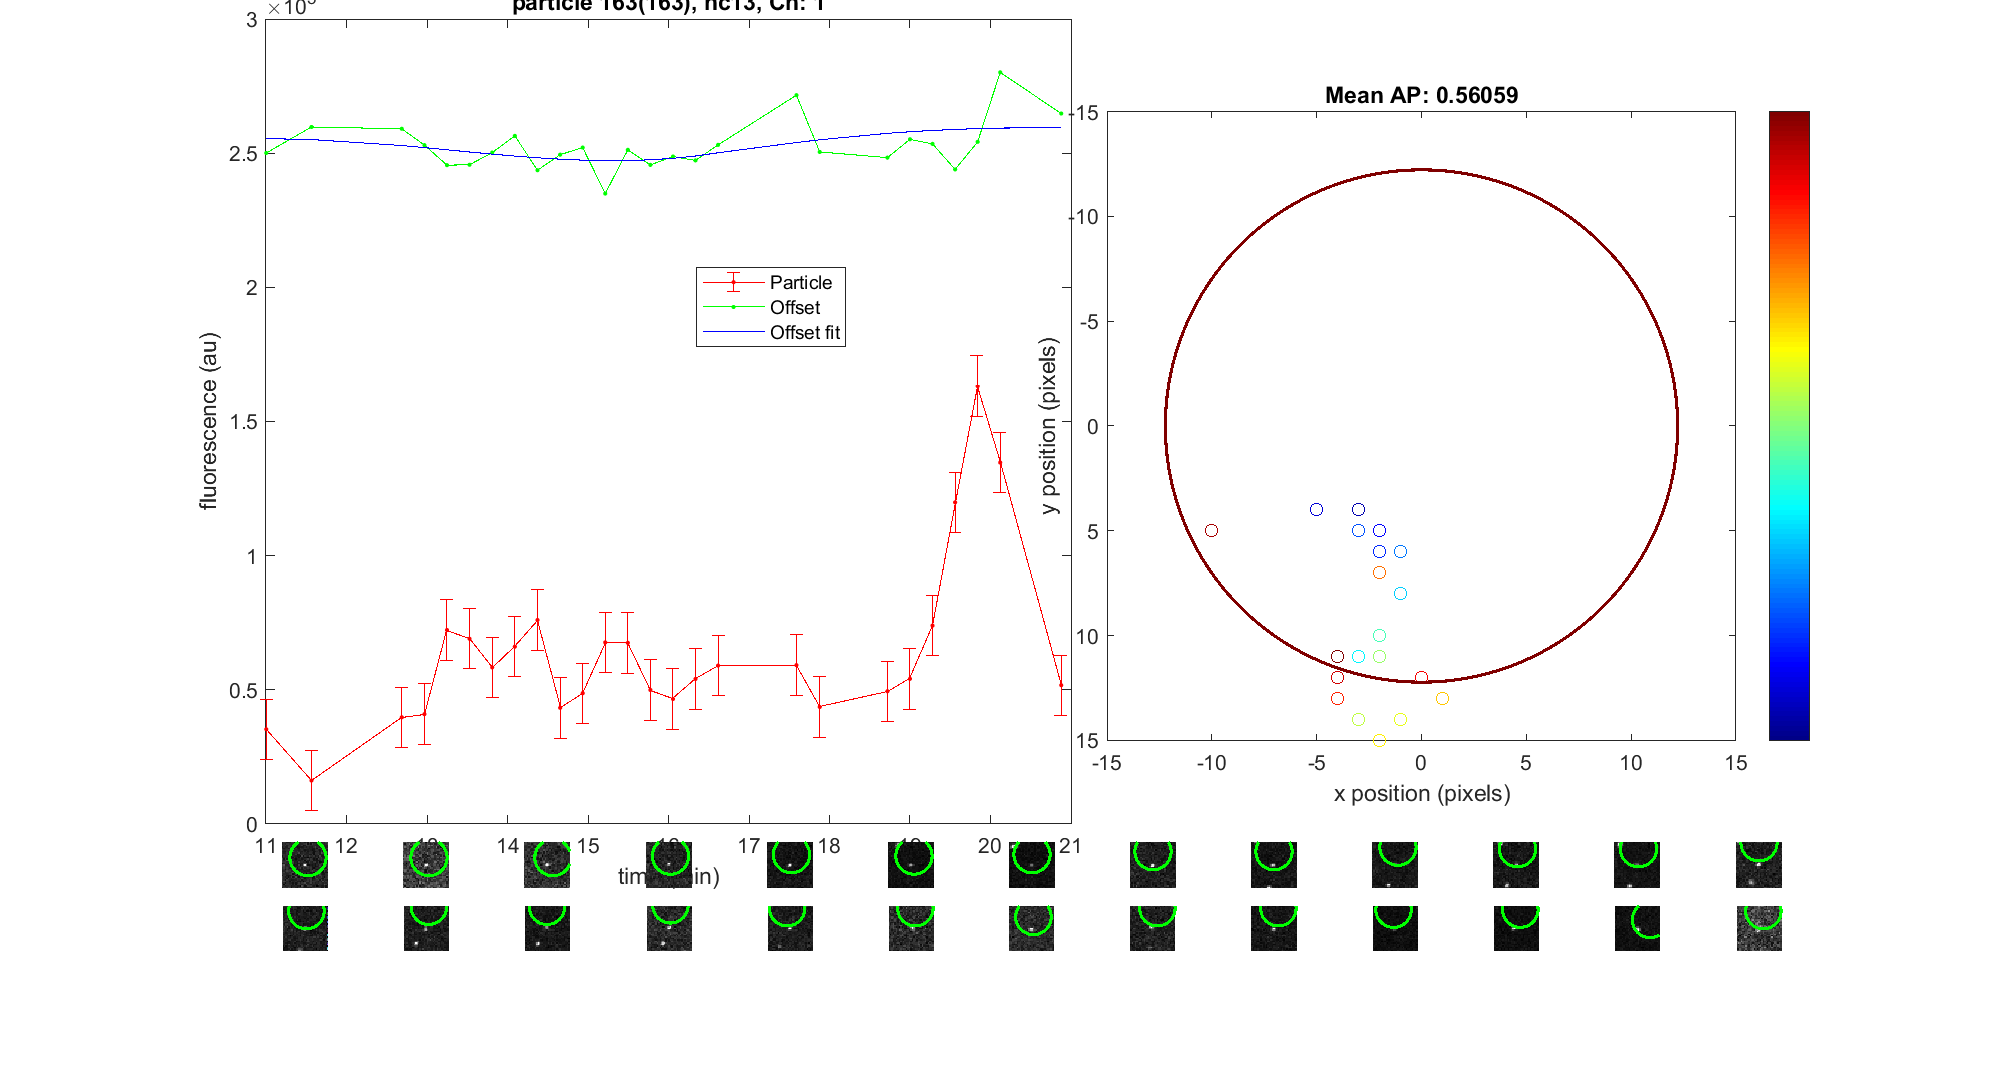 particle 163(163), nc13, Ch: 1
3
2.5
2
1.5
1
0.5
0
fluorescence (au)
Particle
Offset
Offset fit
11 12 14 15 17 18 20 21
Mean AP: 0.56059
-15
-10
-5
0
5
10
15
y position (pixels)
-15 -10 -5 0 5 10 15
x position (pixels)